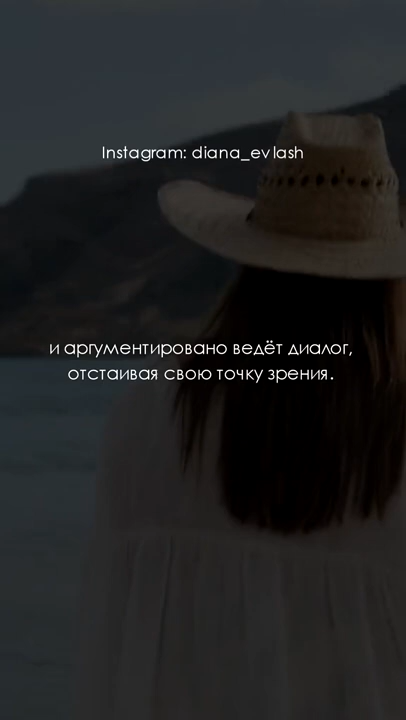 Instagram: diana_evlash
и аргументировано ведёт диалог,
отстаивая свою точку зрения.